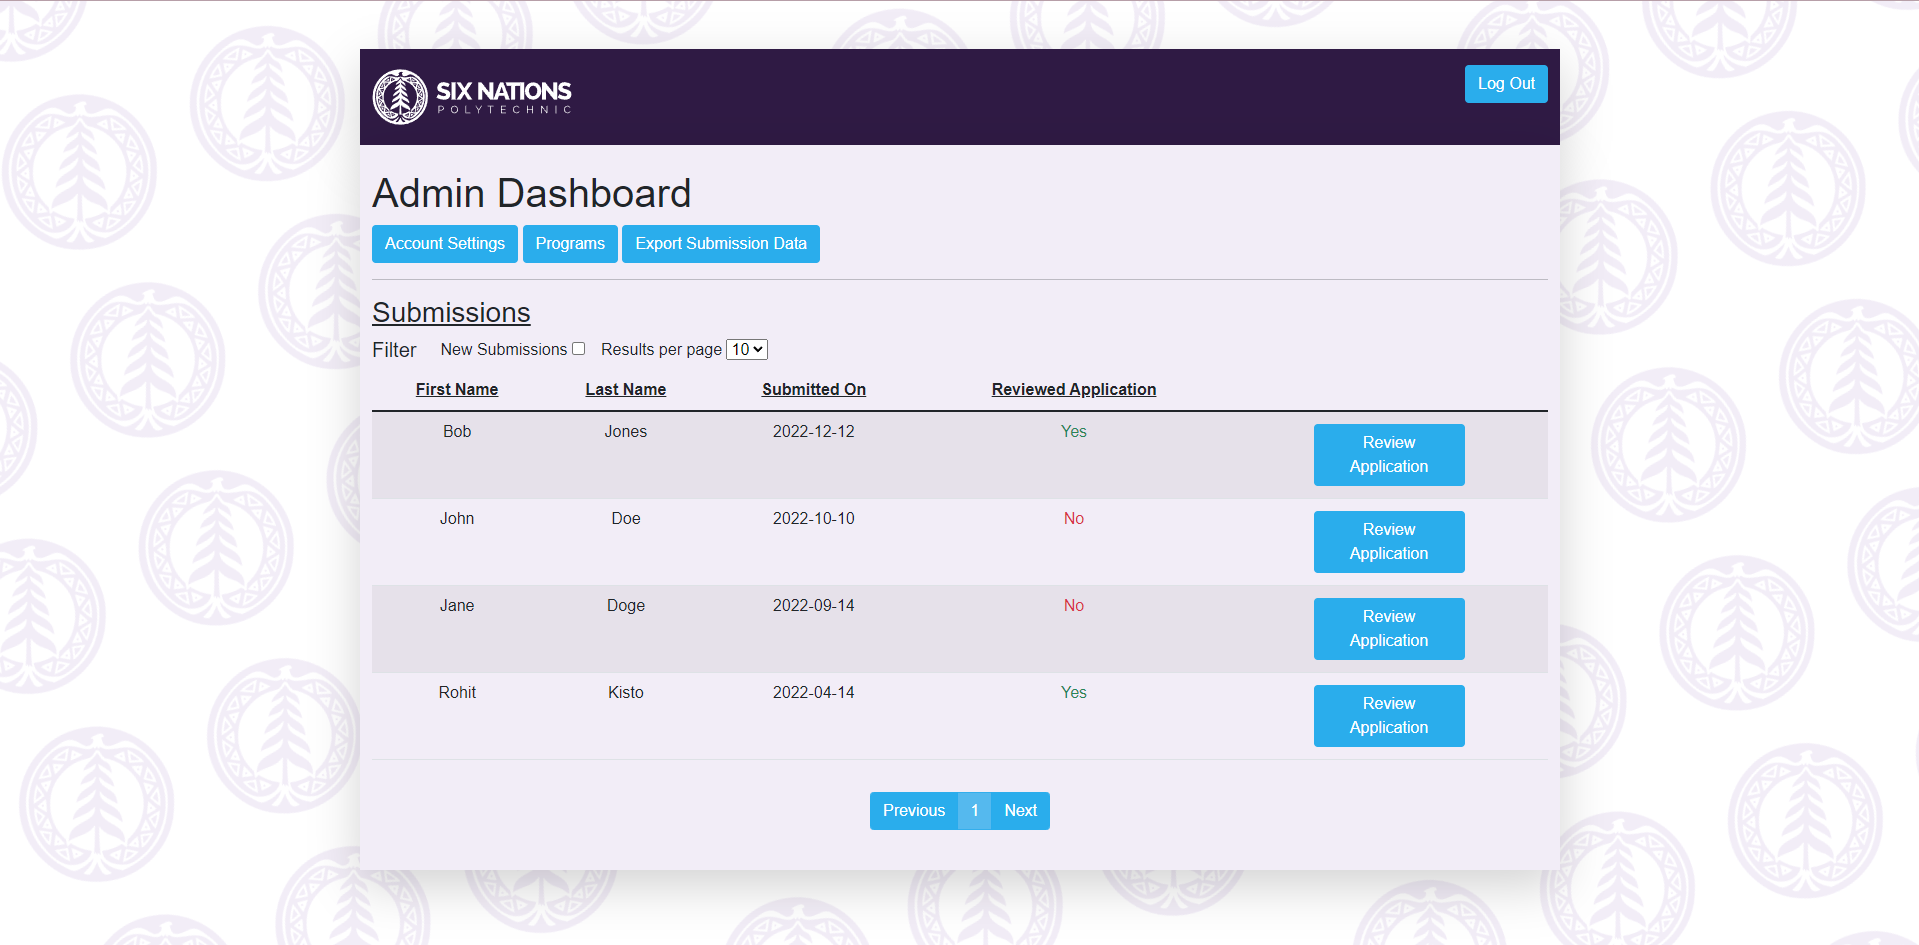 SIX NATIONS
POLYTECHNIC
Log Out
Admin Dashboard
Account Settings Programs Export Submission Data
Submissions
Filter New Submissions Results per page 10
First Name Last Name Submitted On Reviewed Application
Bob Jones 2022-12-12 Yes Review
Application
John Doe 2022-10-10 No Review
Application
Jane Doge 2022-09-14 No Review
Application
Rohit Kisto 2022-04-14 Yes Review
Application
Previous 1 Next